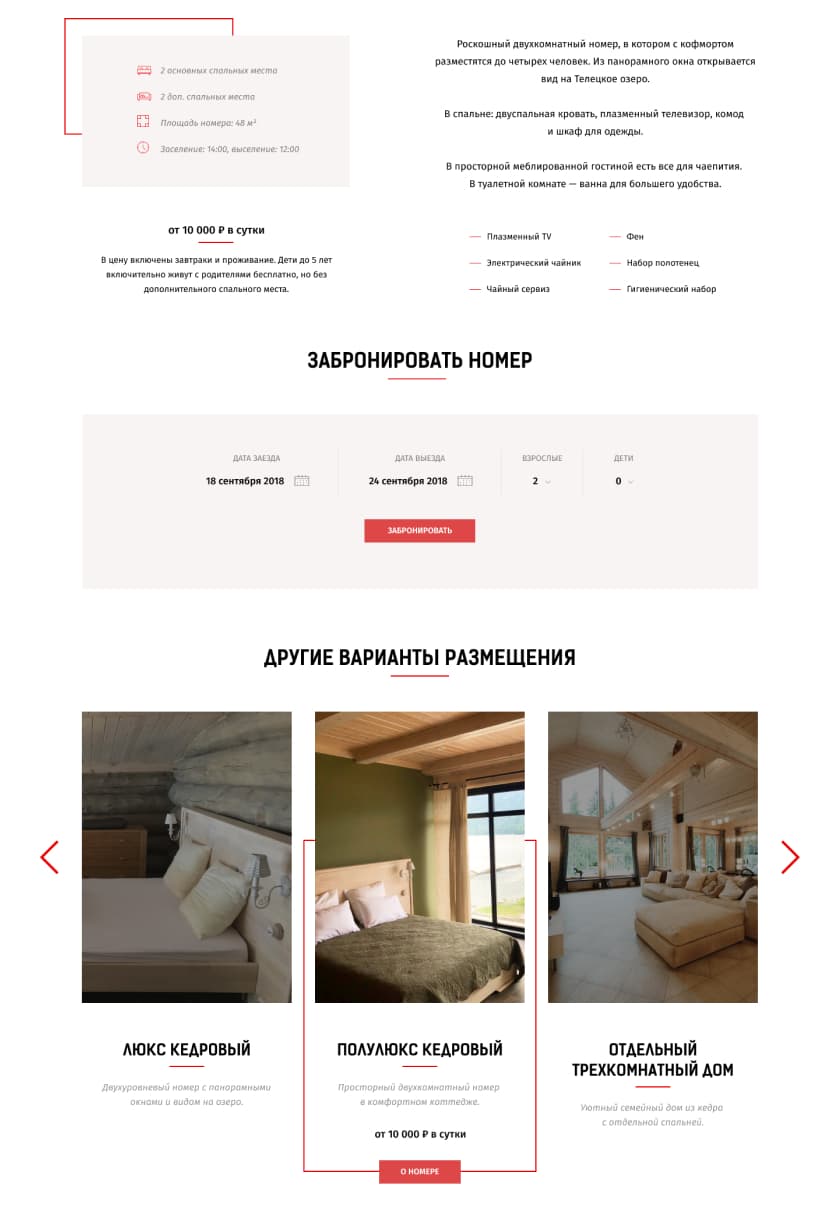 2 основных спальных места
2 доп. спальных места
Площадь номера: 48 м²
Заселение: 14:00, выселение: 12:00
от 10 000 ₽ в сутки
В цену включены завтраки и проживание. Дети до 5 лет
включительно живут с родителями бесплатно, но без
дополнительного спального места.
Роскошный двухкомнатный номер, в котором с кофмортом
разместятся до четырех человек. Из панорамного окна открывается
вид на Телецкое озеро.
В спальне: двуспальная кровать, плазменный телевизор, комод
и шкаф для одежды.
В просторной меблированной гостиной есть все для чаепития.
В туалетной комнате — ванна для большего удобства.
— Плазменный TV
— Электрический чайник
— Чайный сервиз
— Фен
— Набор полотенец
— Гигиенический набор
ЗАБРОНИРОВАТЬ НОМЕР
ДАТА ЗАЕЗДА
18 сентября 2018
ДАТА ВЫЕЗДА
24 сентября 2018
ВЗРОСЛЫЕ
2
ДЕТИ
0
ЗАБРОНИРОВАТЬ
ДРУГИЕ ВАРИАНТЫ РАЗМЕЩЕНИЯ
ЛЮКС КЕДРОВЫЙ
Двухуровневый номер с панорамными
окнами и видом на озеро.
ПОЛУЛЮКС КЕДРОВЫЙ
Просторный двухкомнатный номер
в комфортном коттедже.
от 10 000 ₽ в сутки
О НОМЕРЕ
ОТДЕЛЬНЫЙ
ТРЕХКОМНАТНЫЙ ДОМ
Уютный семейный дом из кедра
с отдельной спальней.